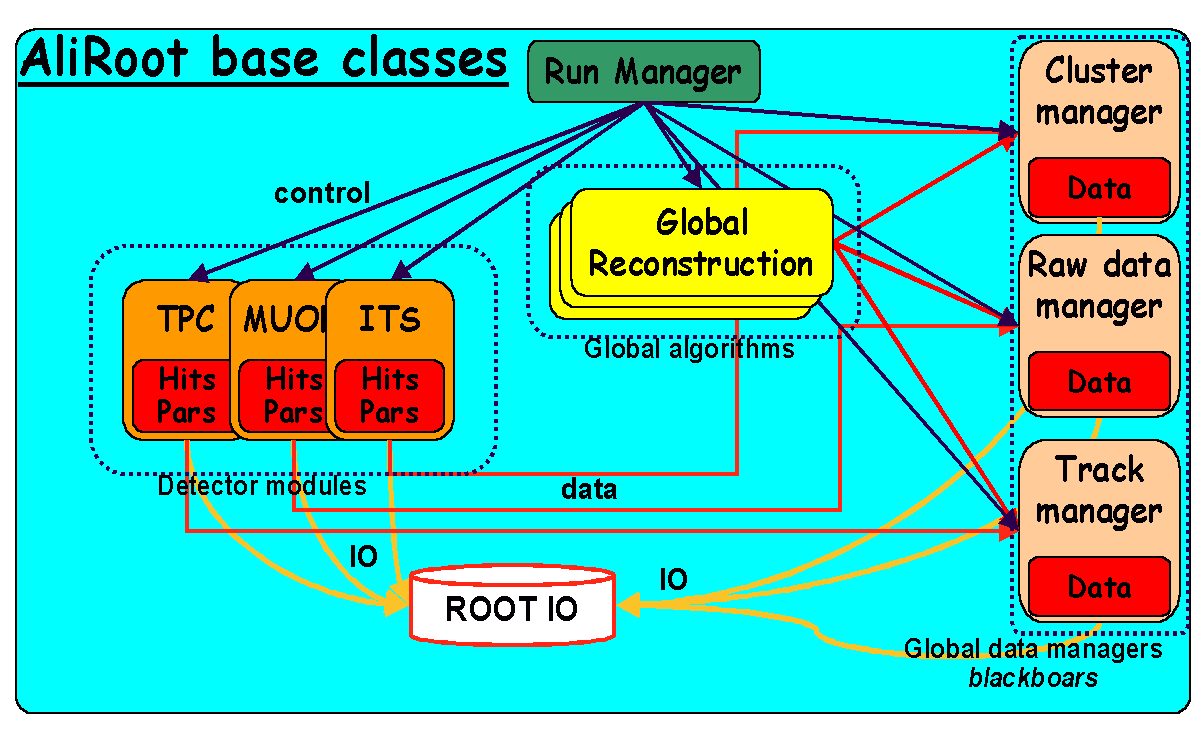 AliRoot base classes
Run Manager
Cluster
manager
Data
control
Global
Reconstruction
Raw data
manager
Data
TPC
MUON
ITS
Hits
Pars
Hits
Pars
Hits
Pars
Global algorithms
Detector modules
data
Track
manager
Data
IO
IO
ROOT IO
Global data managers
blackboars